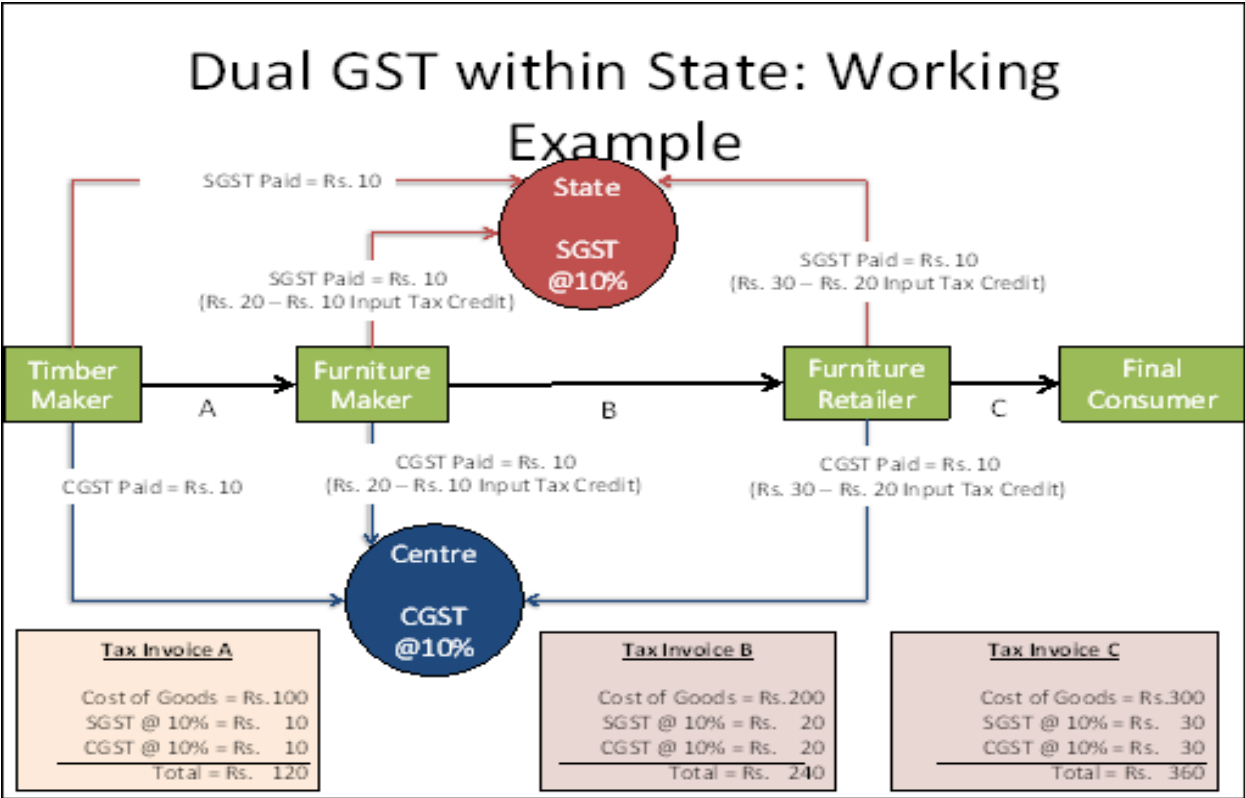 Dual GST within State: Working
Example
SGST Paid = Rs. 10
State
SGST
@10%
SGST Paid = Rs. 10
(Rs. 20 – Rs. 10 Input Tax Credit)
SGST Paid = Rs. 10
(Rs. 30 – Rs. 20 Input Tax Credit)
Timber
Maker
A
Furniture
Maker
B
Furniture
Retailer
C
Final
Consumer
CGST Paid = Rs. 10
CGST Paid = Rs. 10
(Rs. 20 – Rs. 10 Input Tax Credit)
CGST Paid = Rs. 10
(Rs. 30 – Rs. 20 Input Tax Credit)
Centre
CGST
@10%
Tax Invoice A
Cost of Goods = Rs.100
SGST @ 10% = Rs. 10
CGST @ 10% = Rs. 10
Total = Rs. 120
Tax Invoice B
Cost of Goods = Rs.200
SGST @ 10% = Rs. 20
CGST @ 10% = Rs. 20
Total = Rs. 240
Tax Invoice C
Cost of Goods = Rs.300
SGST @ 10% = Rs. 30
CGST @ 10% = Rs. 30
Total = Rs. 360